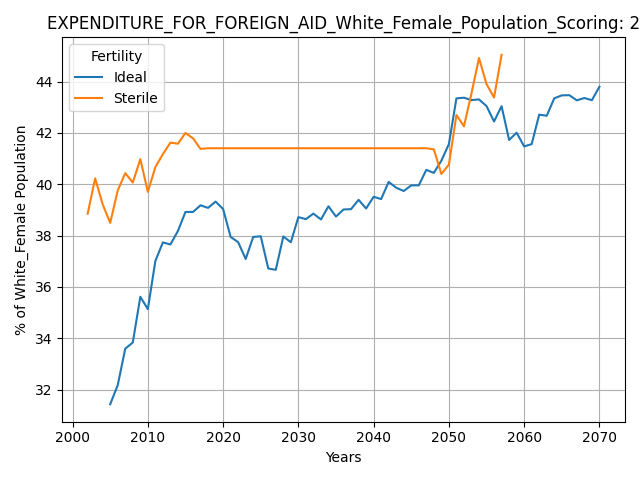 EXPENDITURE_FOR_FOREIGN_AID_White_Female_Population_Scoring: 2
Fertility
Ideal
Sterile
% of White_Female Population
44
42
40
38
36
34
32
2000 2010 2020 2030 2040 2050 2060 2070
Years